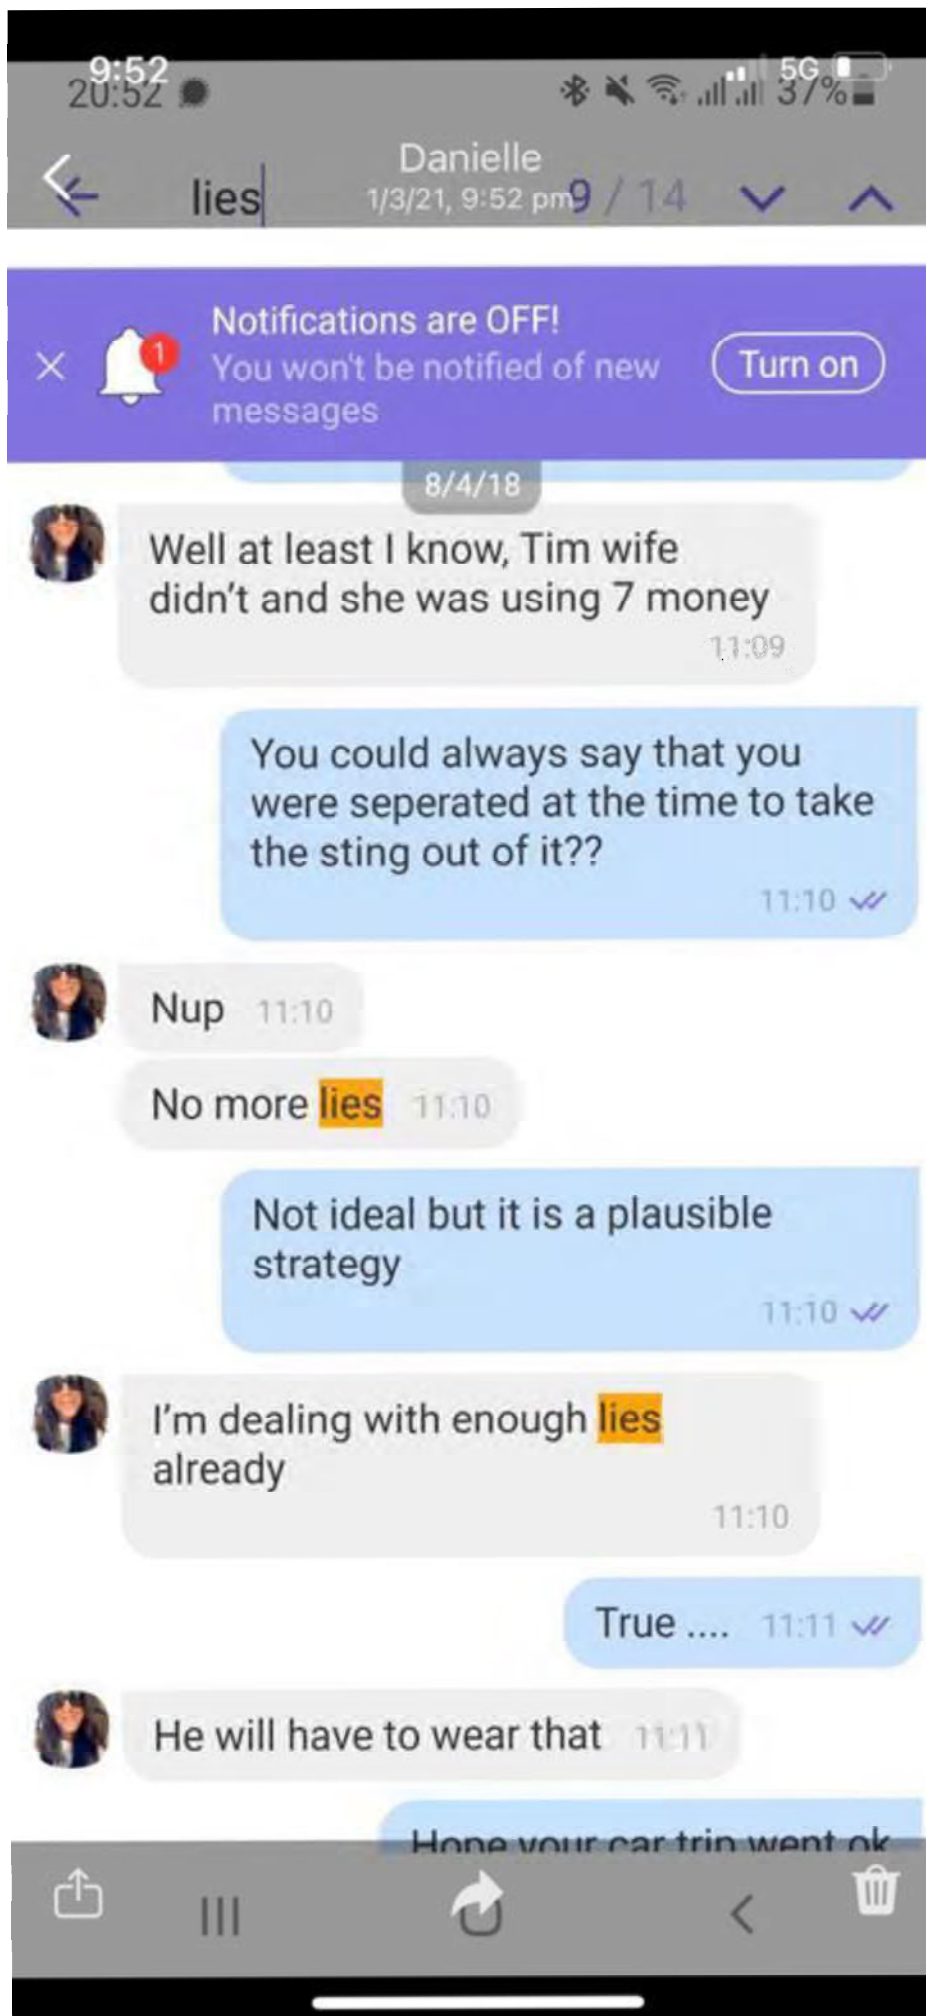 9:52
20:52
5G
37%
Danielle
lies
1/3/21, 9:52 pm
9 / 14
Notifications are OFF!
1
You won't be notified of new
messages
Turn on
8/4/18
Well at least I know, Tim wife
didn't and she was using 7 money
11:09
You could always say that you
were seperated at the time to take
the sting out of it??
11:10
Nup 11:10
No more lies 11:10
Not ideal but it is a plausible
strategy
11:10
I'm dealing with enough lies
already
11:10
True .... 11:11
He will have to wear that 11:11
Hope your car trip went ok